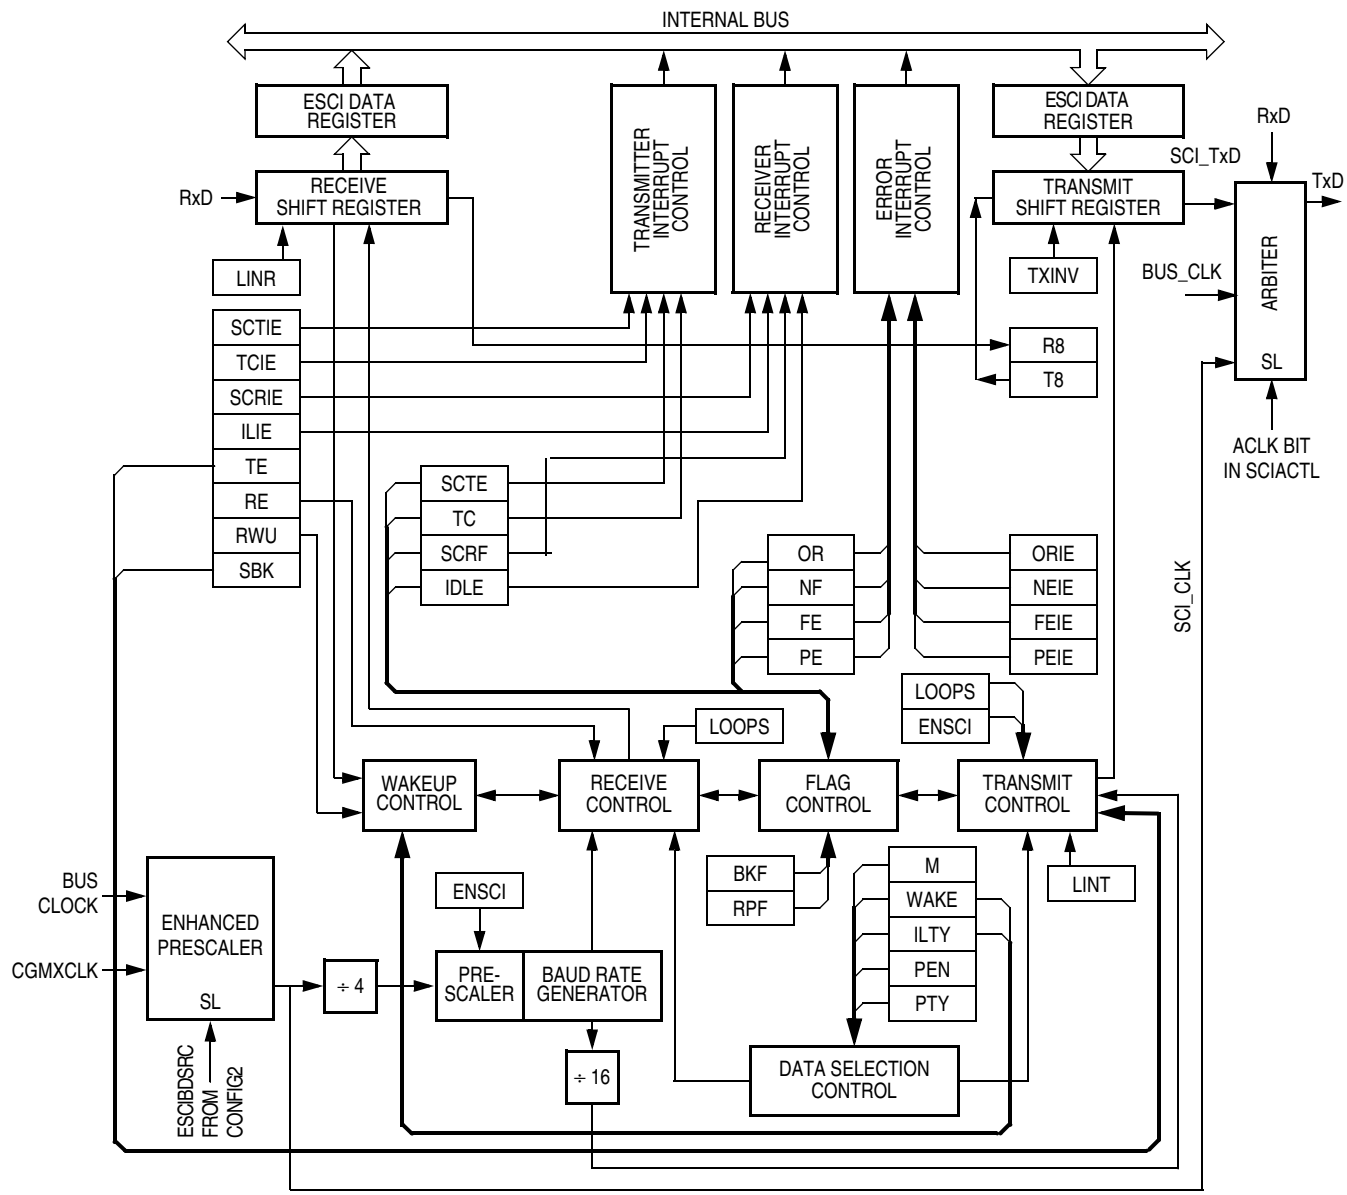 INTERNAL BUS
ESCI DATA
REGISTER
ESCI DATA
REGISTER
RxD
RECEIVE
SHIFT REGISTER
TRANSMITTER
INTERRUPT
CONTROL
RECEIVER
INTERRUPT
CONTROL
ERROR
INTERRUPT
CONTROL
TRANSMIT
SHIFT REGISTER
SCI_TxD
RxD
TxD
ARBITER
SL
BUS_CLK
ACLK BIT
IN SCIACTL
LINR
TXINV
SCTIE
TCIE
SCRIE
ILIE
TE
RE
RWU
SBK
R8
T8
SCTE
TC
SCRF
IDLE
OR
NF
FE
PE
ORIE
NEIE
FEIE
PEIE
SCI_CLK
LOOPS
LOOPS
ENSCI
WAKEUP
CONTROL
RECEIVE
CONTROL
FLAG
CONTROL
TRANSMIT
CONTROL
BKF
RPF
M
WAKE
ILTY
PEN
PTY
LINT
BUS
CLOCK
CGMXCLK
ENHANCED
PRESCALER
SL
ESCIBDSRC
FROM
CONFIG2
÷ 4
ENSCI
PRE-
SCALER
BAUD RATE
GENERATOR
÷ 16
DATA SELECTION
CONTROL